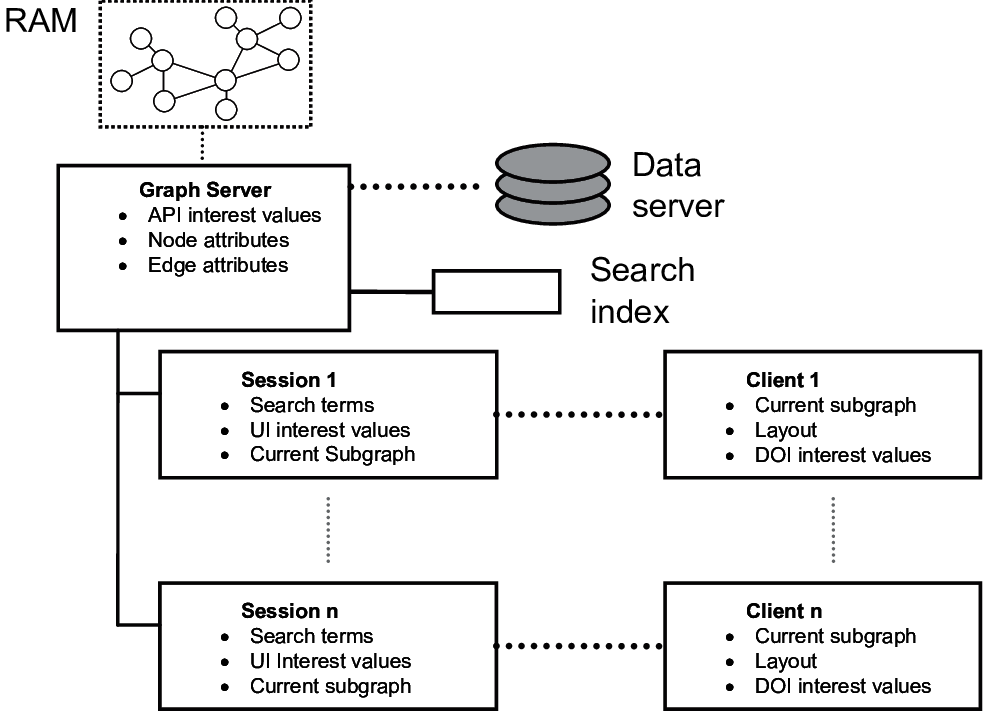 RAM
Graph Server
• API interest values
• Node attributes
• Edge attributes
Data
server
Search
index
Session 1
• Search terms
• UI interest values
• Current Subgraph
Client 1
• Current subgraph
• Layout
• DOI interest values
Session n
• Search terms
• UI Interest values
• Current subgraph
Client n
• Current subgraph
• Layout
• DOI interest values